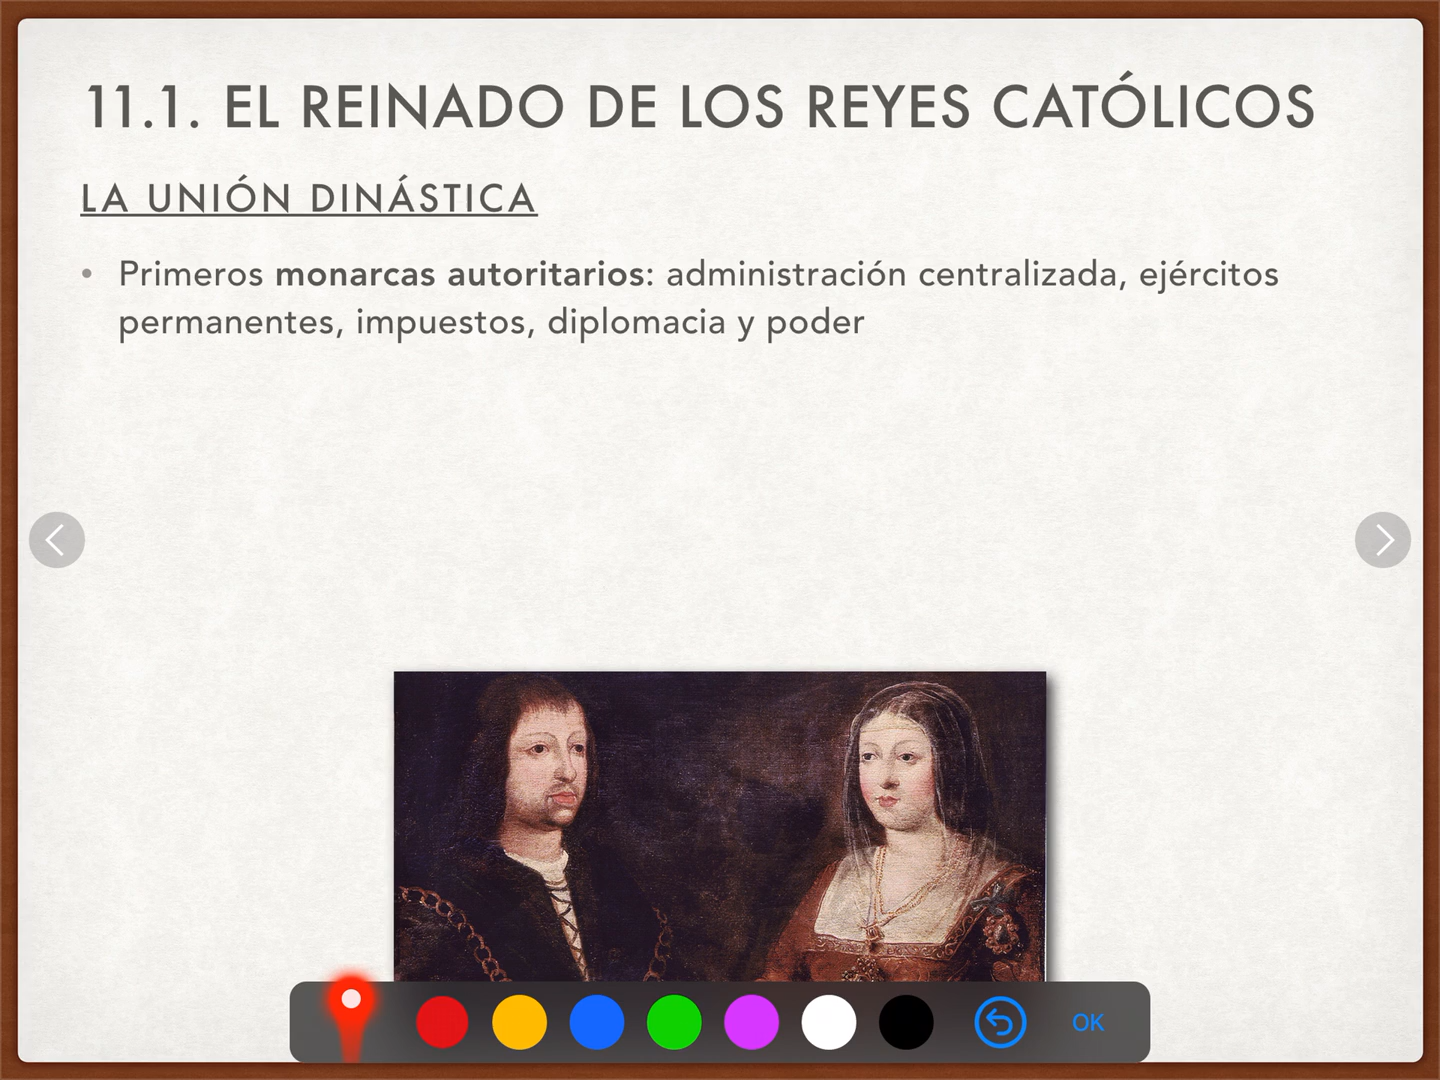 11.1. EL REINADO DE LOS REYES CATÓLICOS
LA UNIÓN DINÁSTICA
• Primeros monarcas autoritarios: administración centralizada, ejércitos
permanentes, impuestos, diplomacia y poder
OK